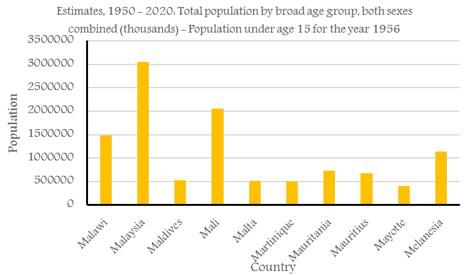 Estimates, 1950 - 2020: Total population by broad age group, both sexes
combined (thousands) - Population under age 15 for the year 1956
3500000
3000000
2500000
2000000
1500000
1000000
500000
0
Population
Malawi
Malaysia
Maldives
Mali
Malta
Martinique
Mauritania
Mauritius
Mayotte
Melanesia
Country